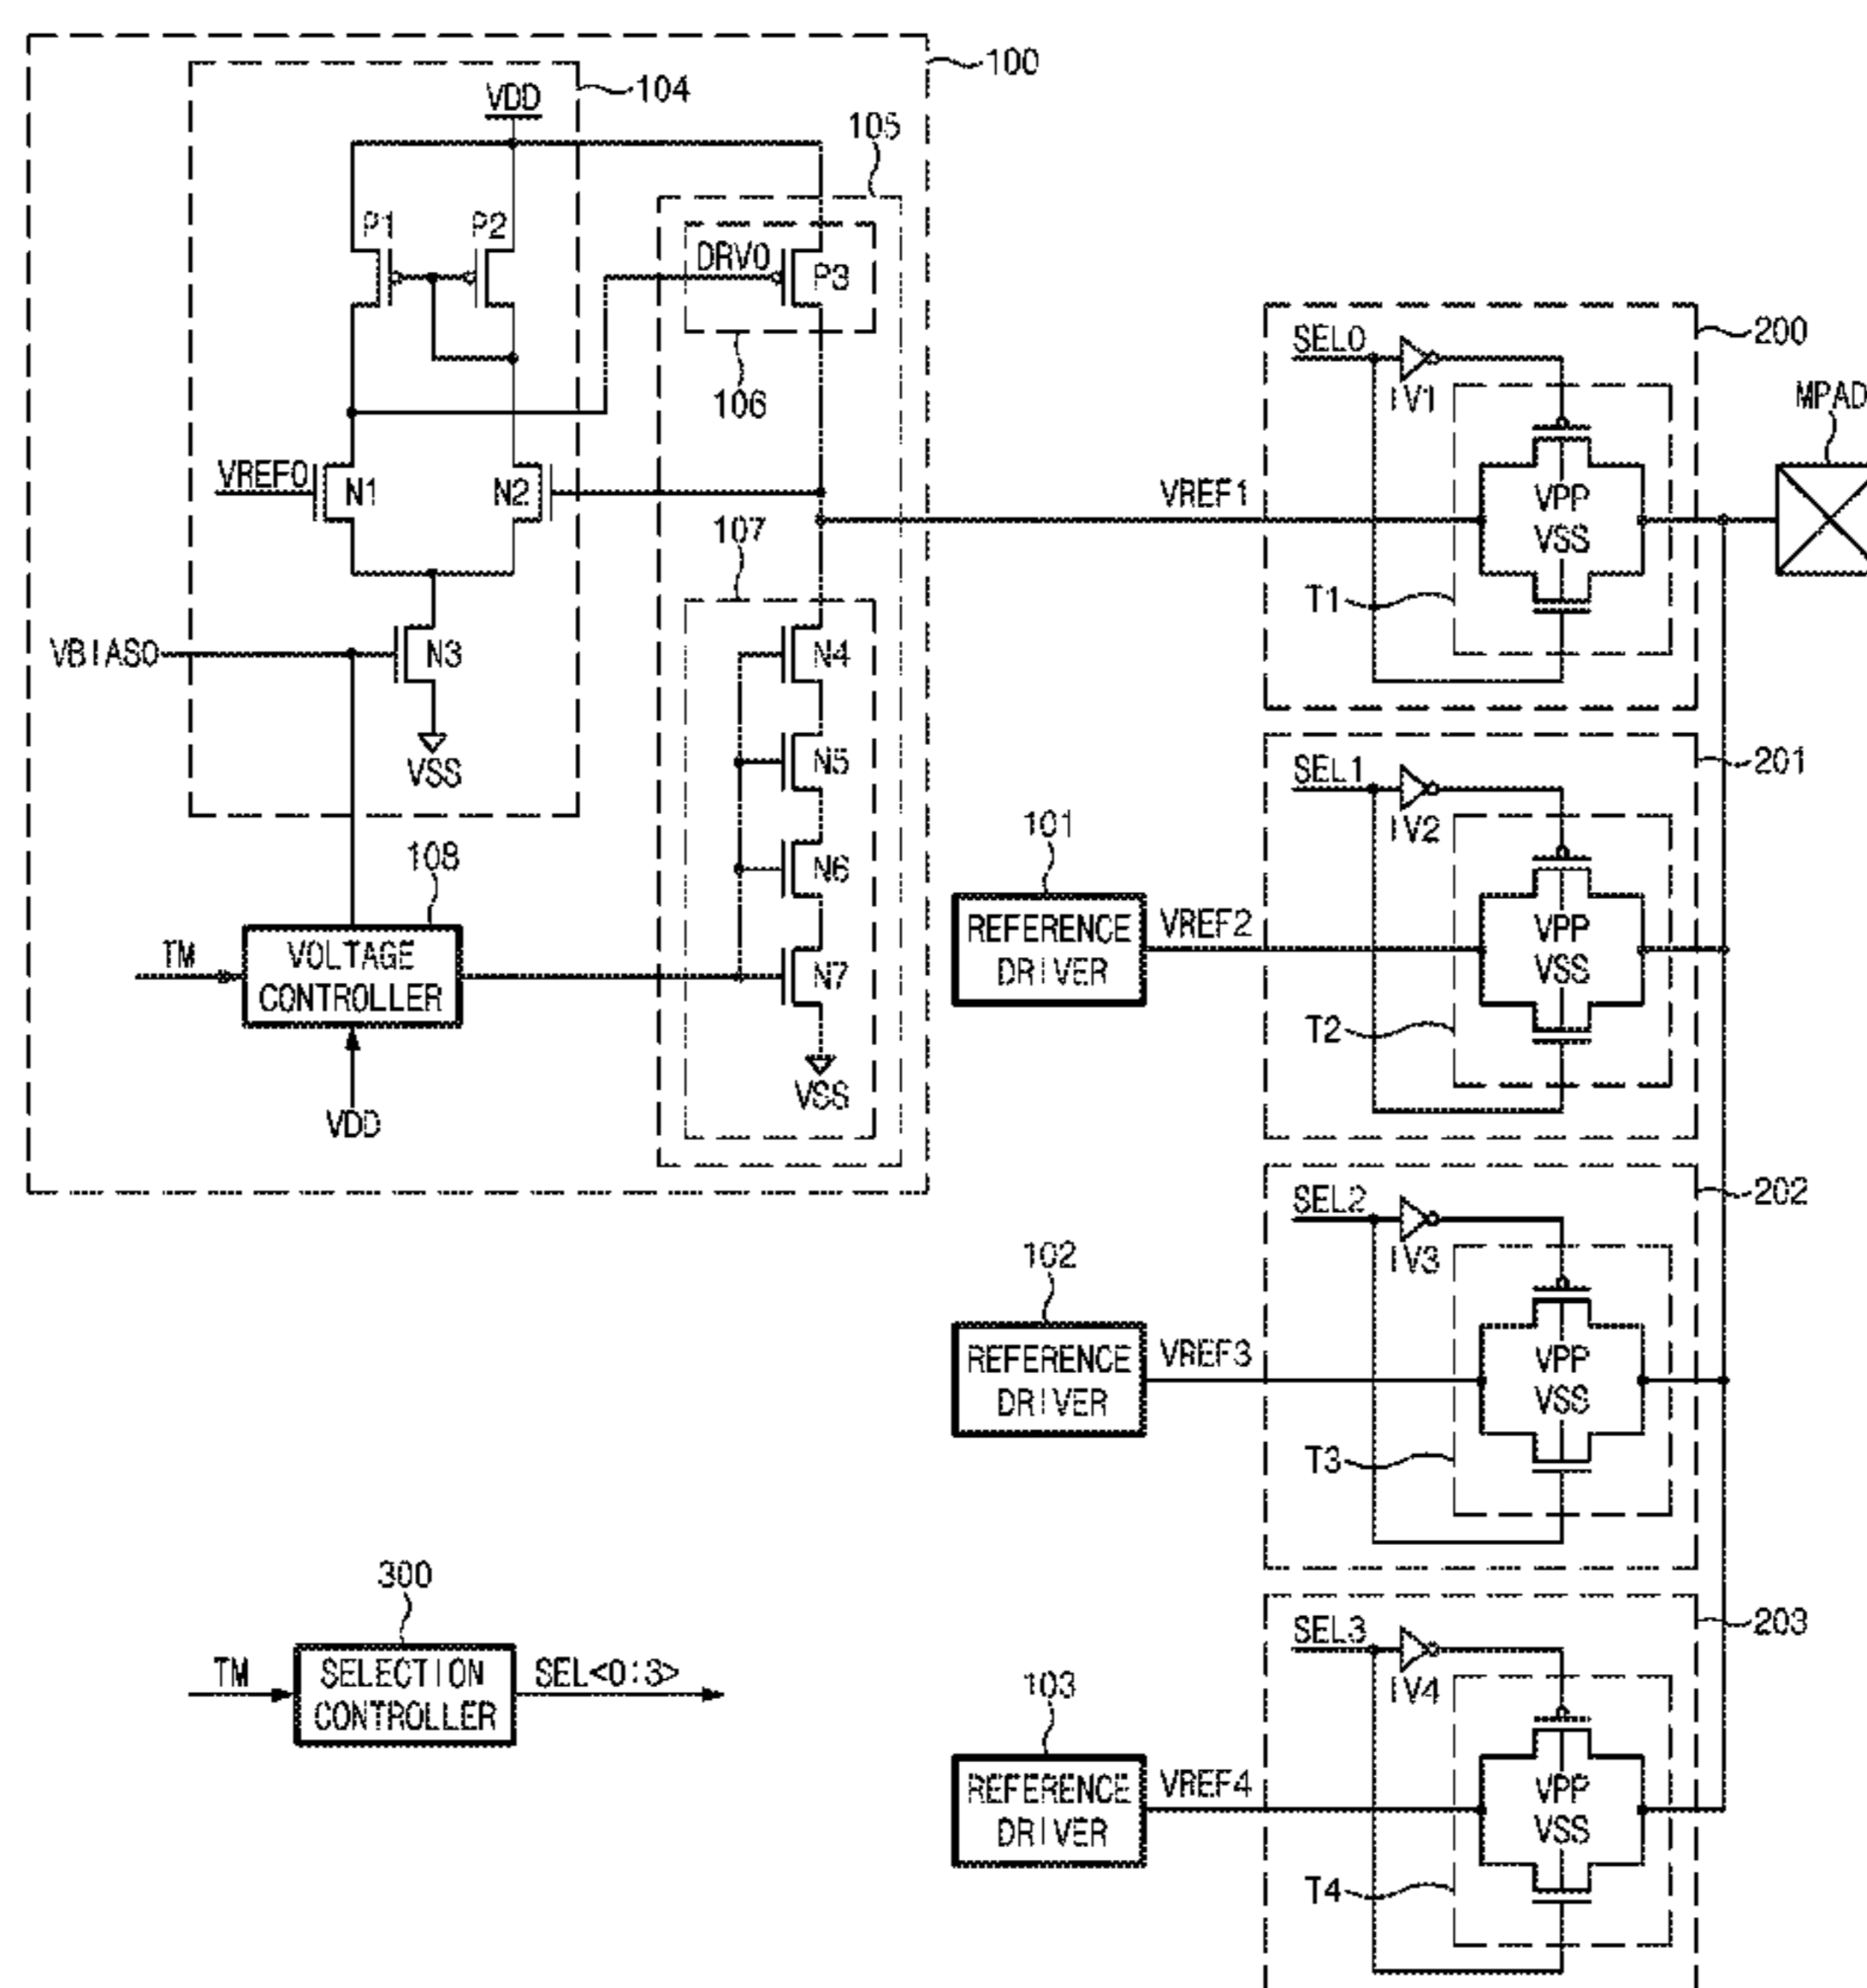 100
104
VDD
105
P1
P2
DRV0
P3
106
VREF0
N1
N2
107
VBIAS0
N3
VSS
N4
N5
N6
N7
VSS
108
TM
VOLTAGE
CONTROLLER
VDD
VREF1
SEL0
IV1
200
MPAD
VPP
VSS
T1
101
REFERENCE
DRIVER
VREF2
SEL1
IV2
201
VPP
VSS
T2
102
REFERENCE
DRIVER
VREF3
SEL2
IV3
202
VPP
VSS
T3
300
TM
SELECTION
CONTROLLER
SEL<0:3>
103
REFERENCE
DRIVER
VREF4
SEL3
IV4
203
VPP
VSS
T4